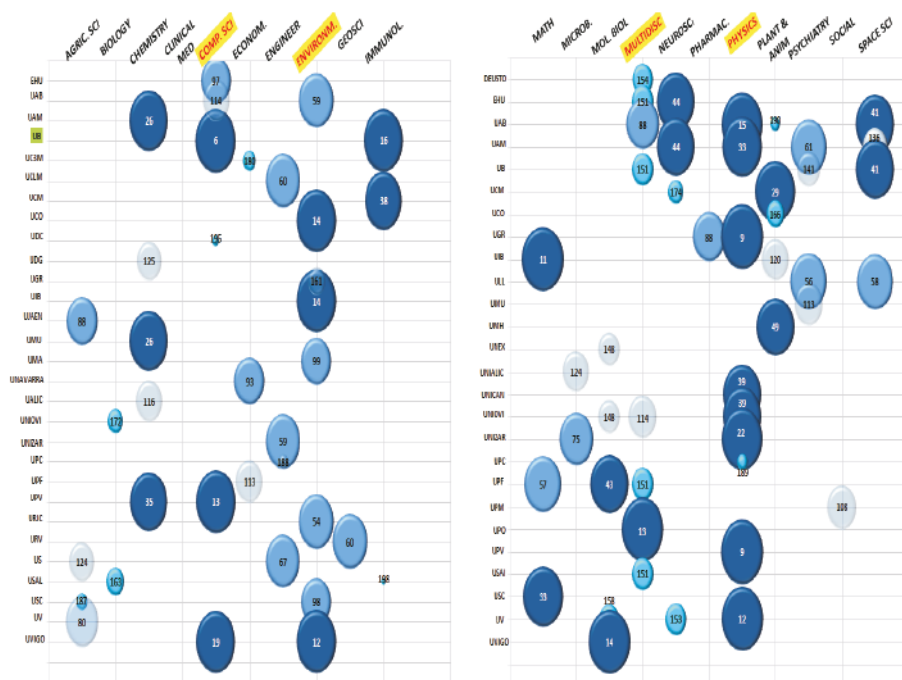 AGRIC. SCI
BIOLOGY
CHEMISTRY
CLINICAL
MED
COMP. SCI
ECONOM.
ENGINEER
ENVIRONM.
GEOSCI
IMMUNOL.
EHU 97
UAB 114 59
UAM 26
UB 6 16
UC3M
UCLM 60
UCM 38
UCO 14
UDC
UDG 125
UGR 161
UIB 14
UAEN 88
UMU 26
UMA 99
UNAVARRA 93
UALIC 116
UNIOVI 172
UNIZAR 59
UPC 188
UPF 113
UPV 35 13
URJC 54
URV 60
US 124 67
USAL 163 198
USC 187 98
UV 80
UVIGO 19 12
MATH
MICROB.
MOL. BIOL
MULTIDISC
NEUROSC.
PHARMAC.
PHYSICS
PLANT &
ANIM
PSYCHIATRY
SOCIAL
SPACE SCI
DEUSTO 154
EHU 151 44
UAB 88 15 41
UAM 44 33 61 136
UB 151 141 41
UCM 174 29
UCO 166
UGR 88 9
UIB 11 120
ULL 56 58
UMU 113
UMH 49
UNEX 148
UNIALIC 124
UNICAN 39
UNIOVI 148 114 39
UNIZAR 75 22
UPC 189
UPF 57 43 151
UPM 108
UPO 13
UPV 9
USAL 151
USC 33
UV 158 153 12
UVIGO 14